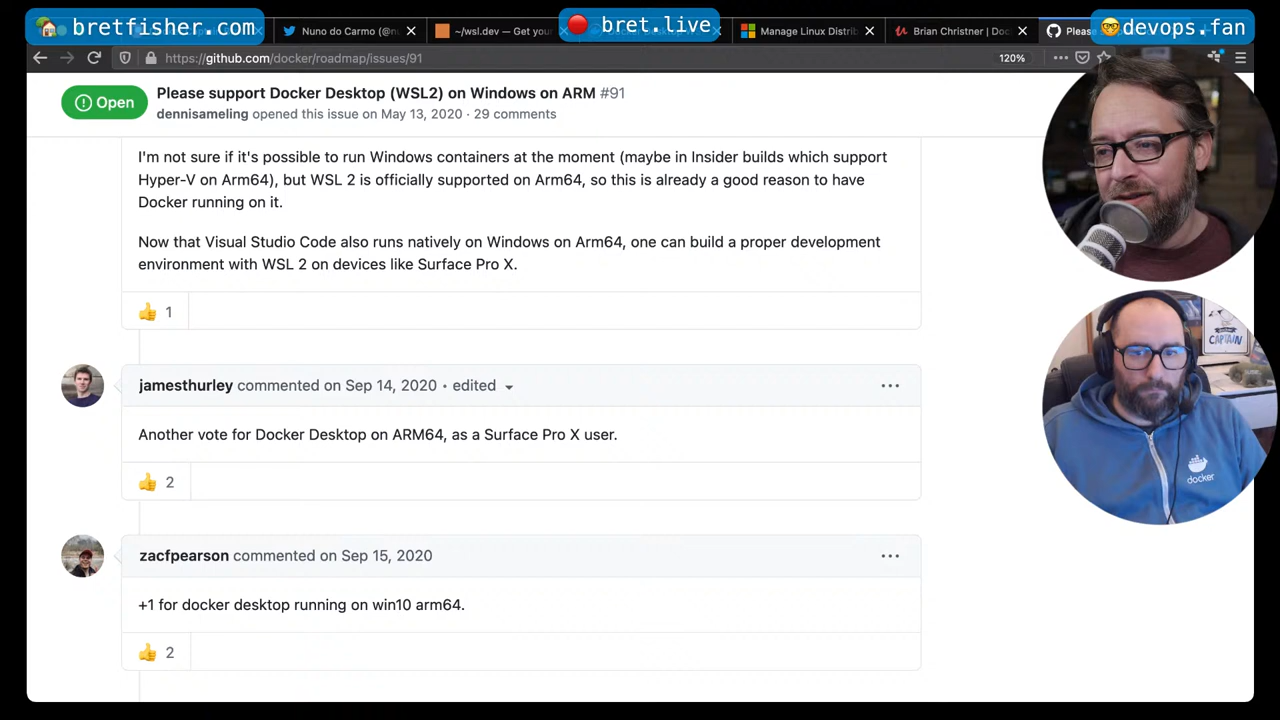 bretfisher.com
Nuno do Carmo (@n
~/wsl.dev — Get your
bret.live
Manage Linux Distrib
Brian Christner | Doc
Please
devops.fan
https://github.com/docker/roadmap/issues/91
120%
Open
Please support Docker Desktop (WSL2) on Windows on ARM #91
dennisameling opened this issue on May 13, 2020 · 29 comments
I'm not sure if it's possible to run Windows containers at the moment (maybe in Insider builds which support
Hyper-V on Arm64), but WSL 2 is officially supported on Arm64, so this is already a good reason to have
Docker running on it.
Now that Visual Studio Code also runs natively on Windows on Arm64, one can build a proper development
environment with WSL 2 on devices like Surface Pro X.
1
jamesthurley commented on Sep 14, 2020 · edited
Another vote for Docker Desktop on ARM64, as a Surface Pro X user.
2
zacfpearson commented on Sep 15, 2020
+1 for docker desktop running on win10 arm64.
2
CAPTAIN
docker